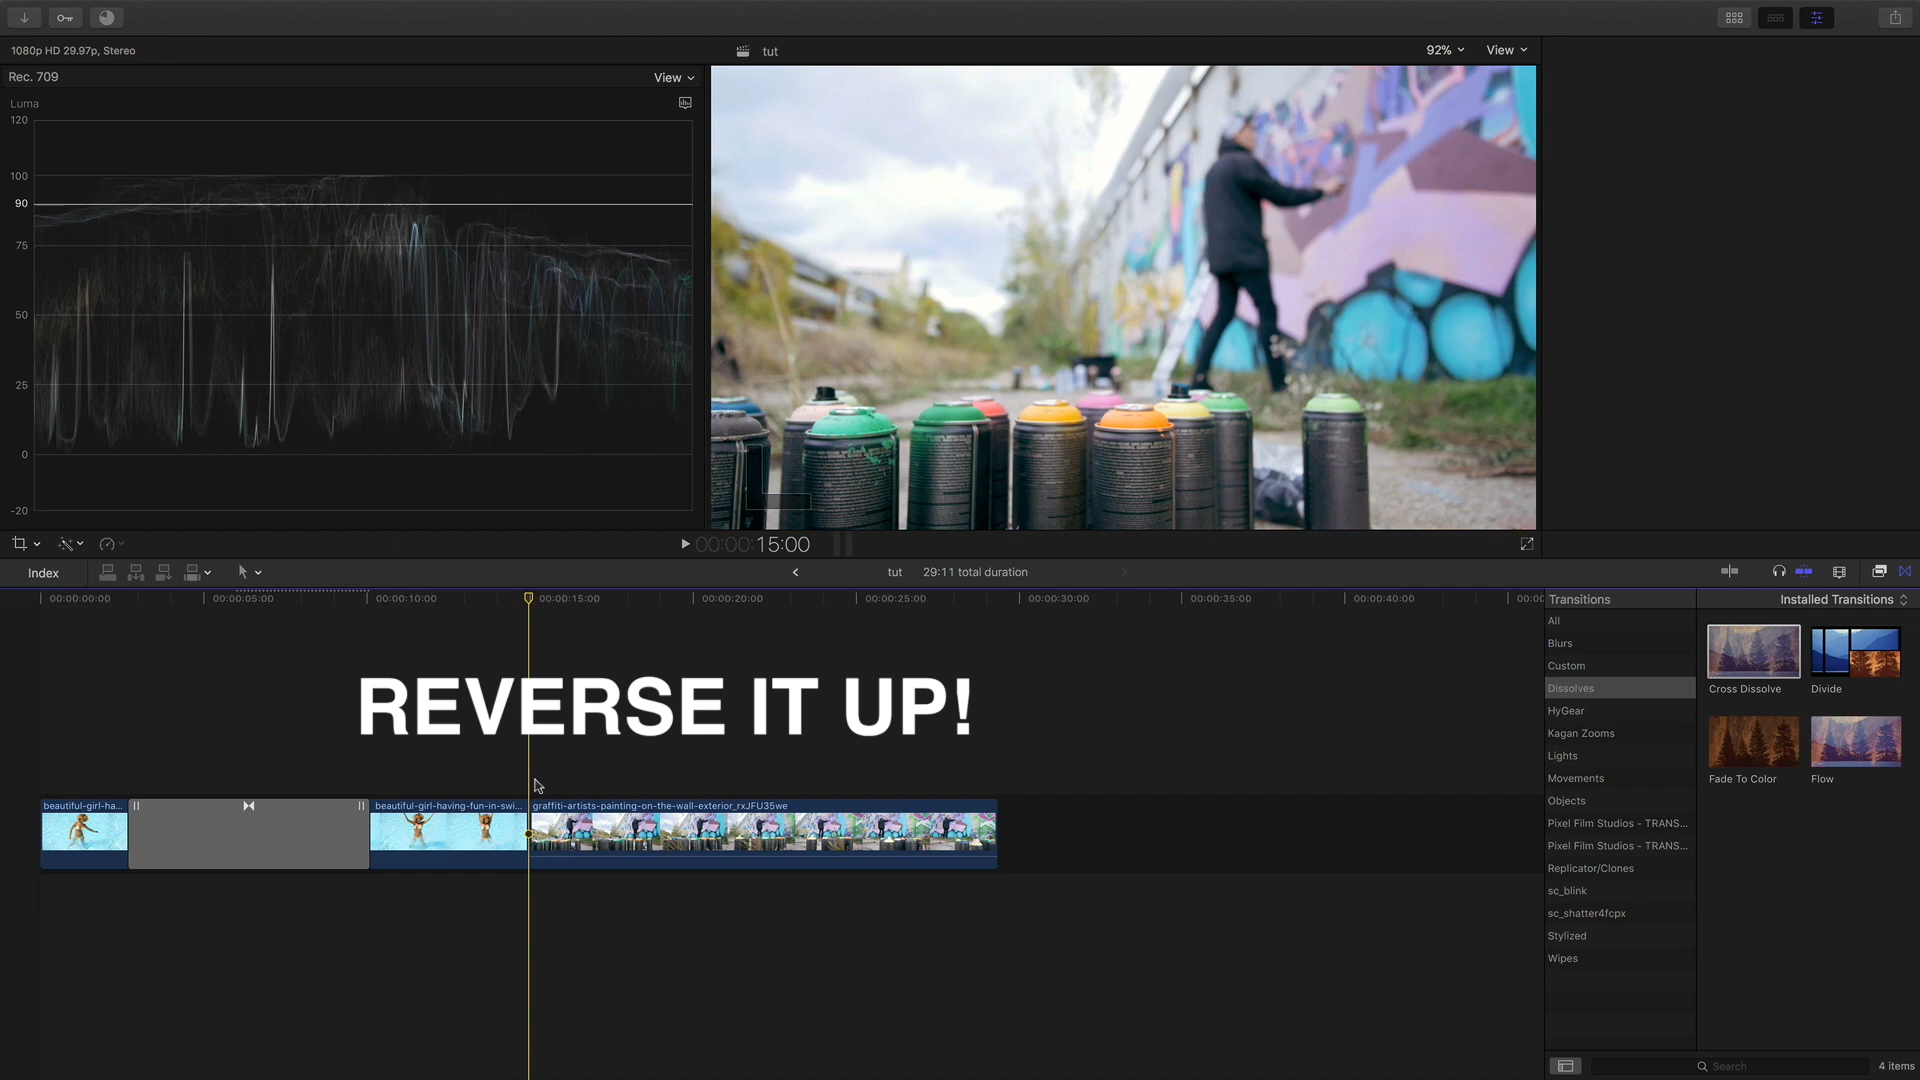 1080p HD 29.97p, Stereo
tut
92%
View
Rec. 709
View
Luma
120
100
90
75
50
25
0
-20
00:00:00:15:00
Index
tut
29:11 total duration
00:00:00:00
00:00:05:00
00:00:10:00
00:00:15:00
00:00:20:00
00:00:25:00
00:00:30:00
00:00:35:00
00:00:40:00
REVERSE IT UP!
beautiful-girl-ha...
beautiful-girl-having-fun-in-swi...
graffiti-artists-painting-on-the-wall-exterior_rxJFU35we
Transitions
All
Blurs
Custom
Dissolves
HyGear
Kagan Zooms
Lights
Movements
Objects
Pixel Film Studios - TRANS...
Pixel Film Studios - TRANS...
Replicator/Clones
sc_blink
sc_shatter4fcpx
Stylized
Wipes
Installed Transitions
Cross Dissolve
Divide
Fade To Color
Flow
Search
4 items